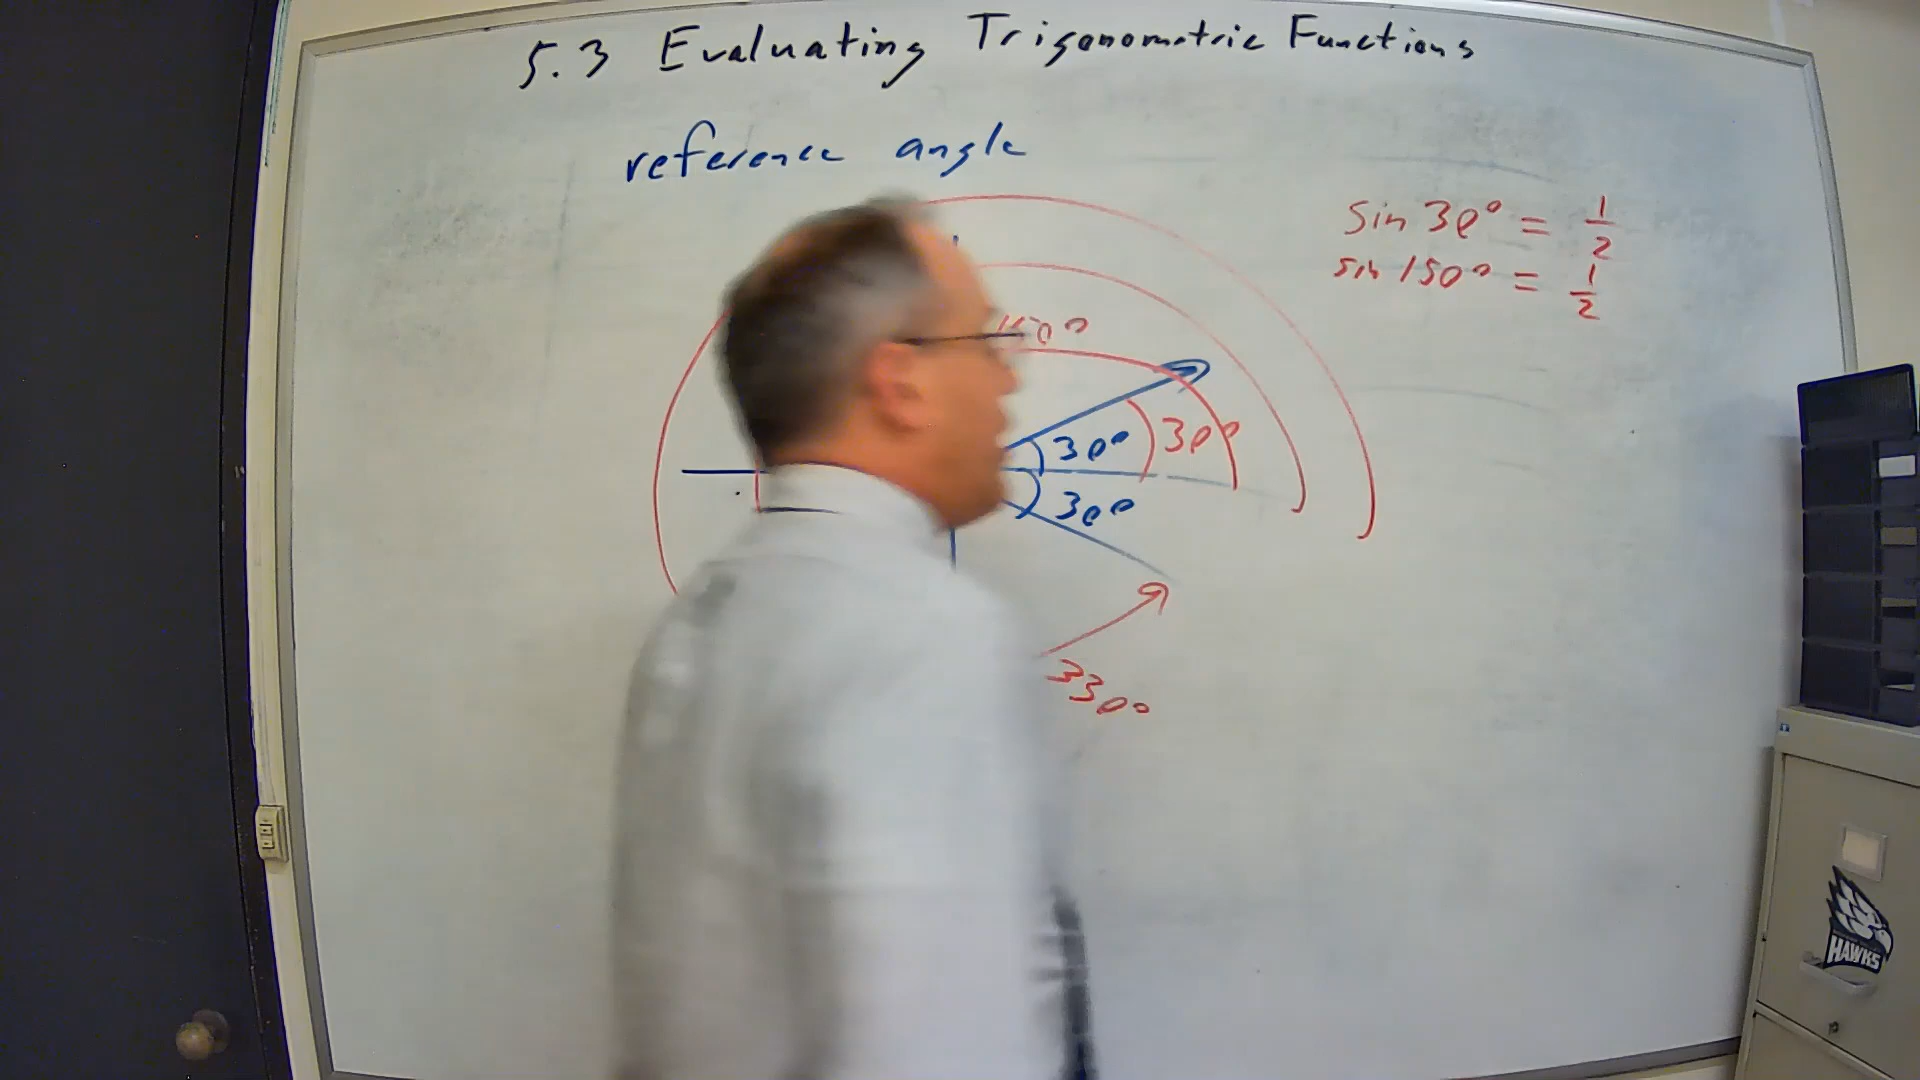 5.3 Evaluating Trigonometric Functions
reference angle
sin 30° = 1/2
sin 150° = 1/2
30° 30°
30°
330°
HAWKS